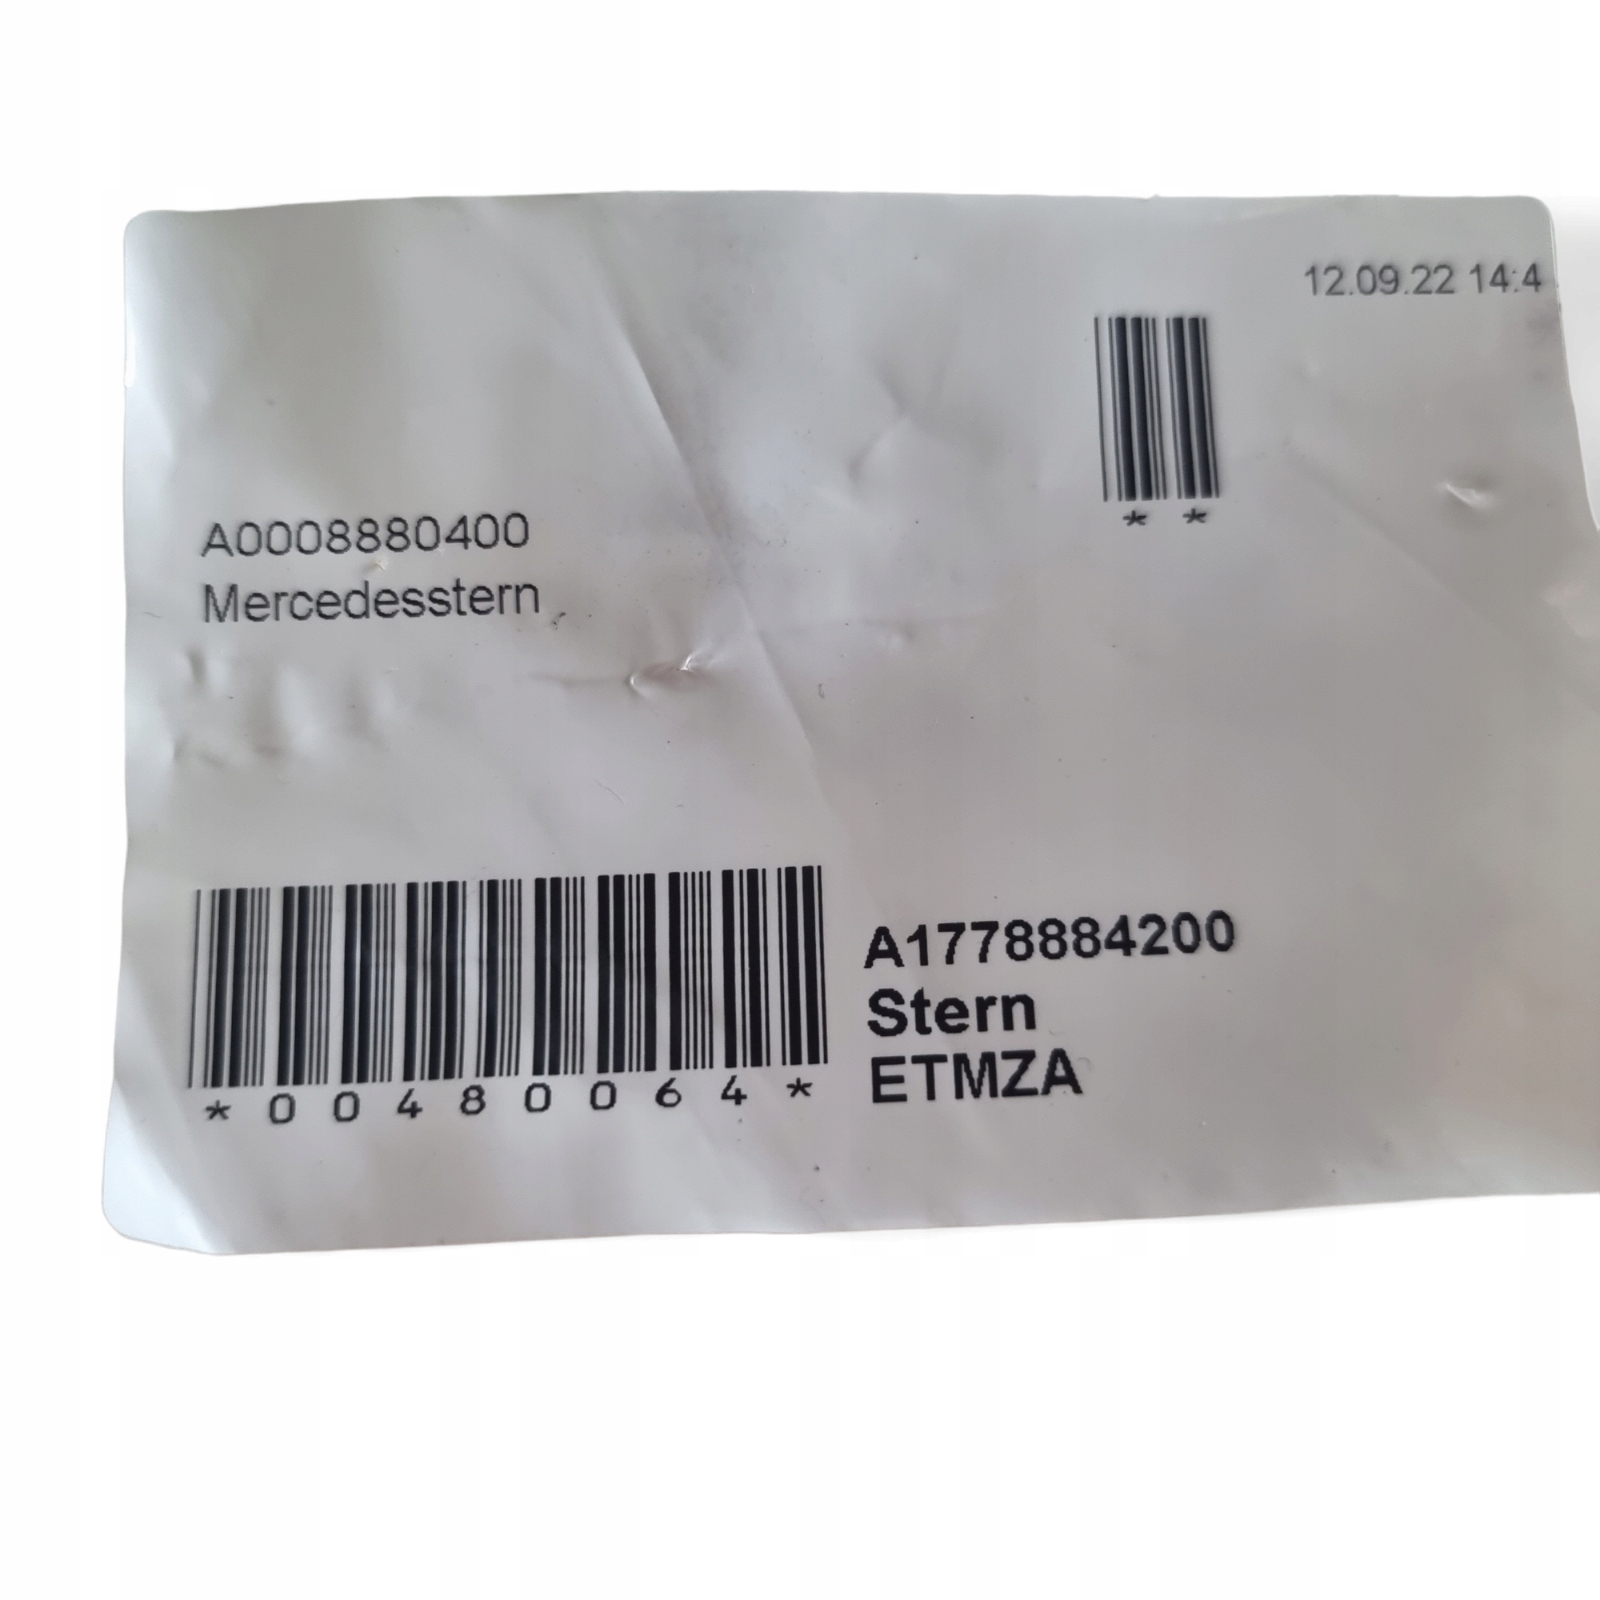 12.09.22 14:4
* *
A0008880400
Mercedesstern
A1778884200
Stern
ETMZA
*00480064*